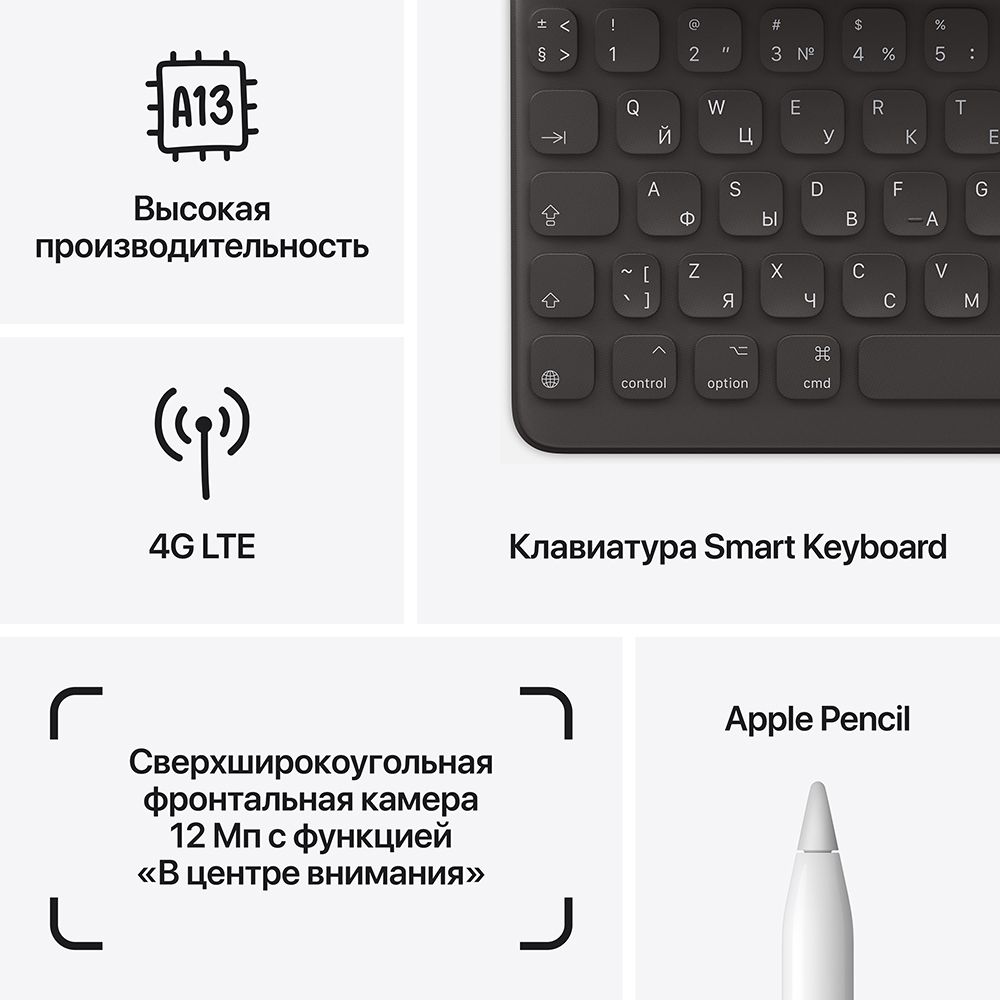 A13
Высокая
производительность
4G LTE
± < ! @ # $ %
§ > 1 2 " 3 № 4 % 5 :
Q W E R T
Й Ц У К Е
A S D F G
Ф Ы В А
~ [ Z X C V
` ] Я Ч С М
control option cmd
Клавиатура Smart Keyboard
Сверхширокоугольная
фронтальная камера
12 Мп с функцией
«В центре внимания»
Apple Pencil